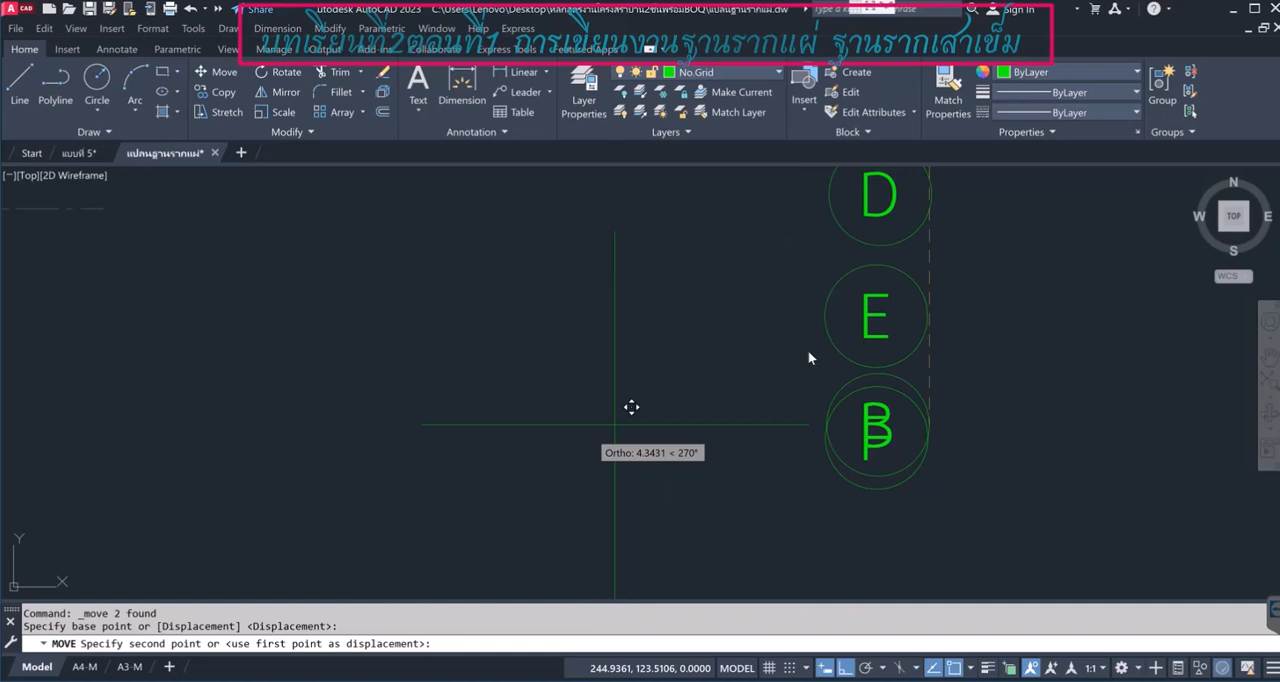 Share
Autodesk AutoCAD 2023
Sign In
บทเรียนที่2ตอนที่1 การเขียนงานฐานรากแผ่ ฐานรากเสาเข็ม
File Edit View Insert Format Tools Draw Dimension Modify Parametric Window Help Express
Home Insert Annotate Parametric View Manage Output Add-ins Collaborate Express Tools Featured Apps
Line Polyline Circle Arc
Move Rotate Trim
Copy Mirror Fillet
Stretch Scale Array
Text Dimension
Linear
Leader
Table
Layer Properties
No.Grid
Make Current
Match Layer
Insert
Create
Edit
Edit Attributes
Match Properties
ByLayer
ByLayer
ByLayer
Group
Draw Modify Annotation Layers Block Properties Groups
Start แบบที่ 5* แปลนฐานรากแผ่*
[−][Top][2D Wireframe]
N
W TOP E
S
WCS
D
E
Ortho: 4.3431 < 270°
Y
X
Command: _move 2 found
Specify base point or [Displacement] <Displacement>:
MOVE Specify second point or <use first point as displacement>:
Model A4-M A3-M 244.9361, 123.5106, 0.0000 MODEL 1:1